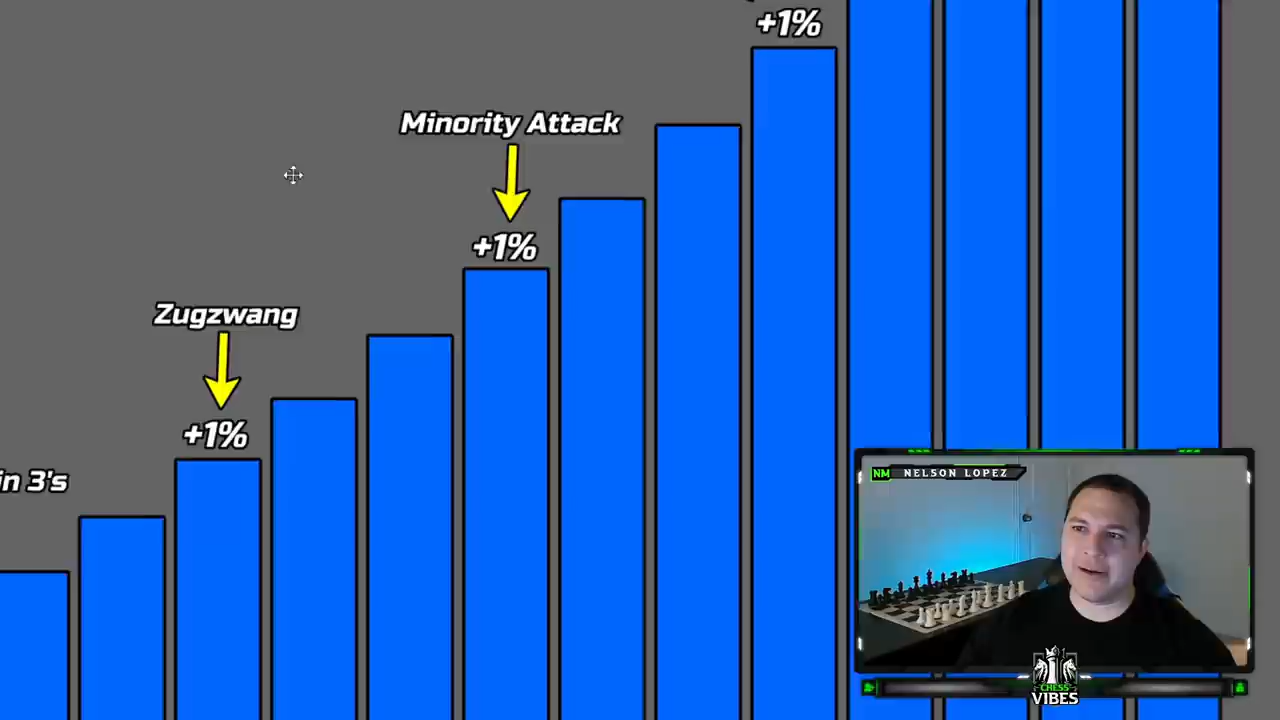 +1%
Minority Attack
+1%
Zugzwang
+1%
in 3's
NM NELSON LOPEZ
CHESS
VIBES